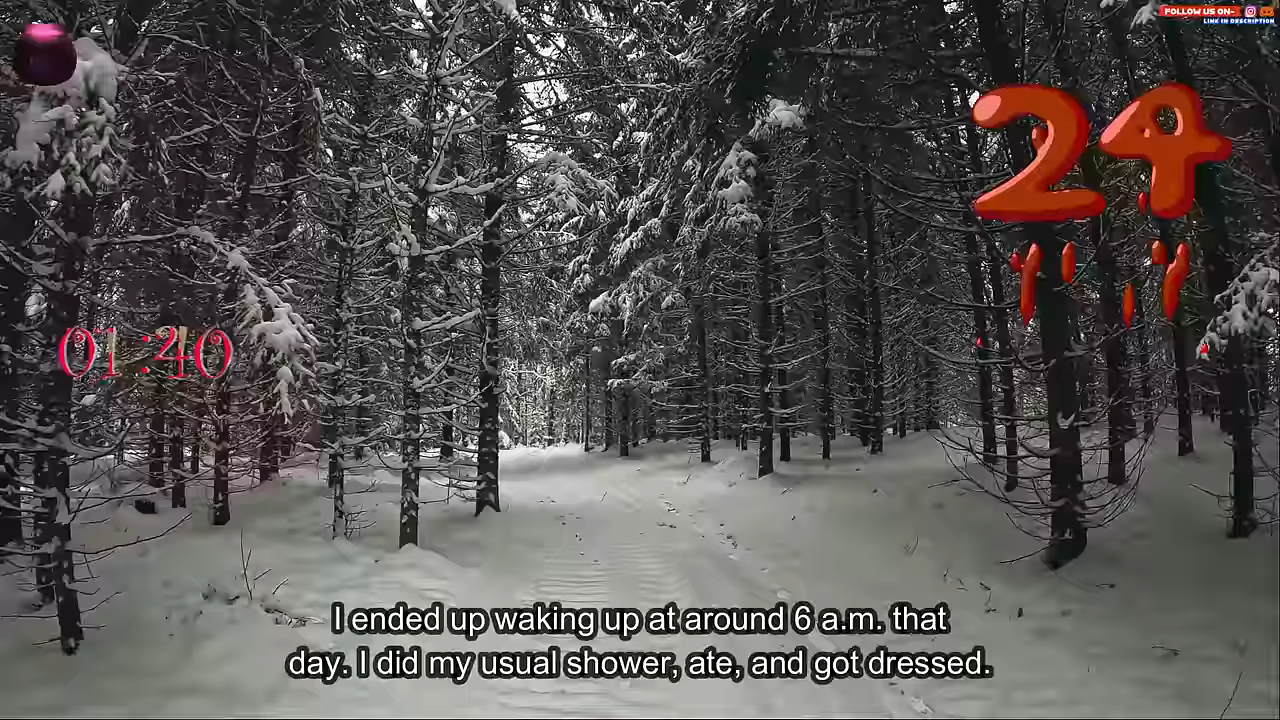 FOLLOW US ON-
LINK IN DESCRIPTION
24
01:40
I ended up waking up at around 6 a.m. that
day. I did my usual shower, ate, and got dressed.